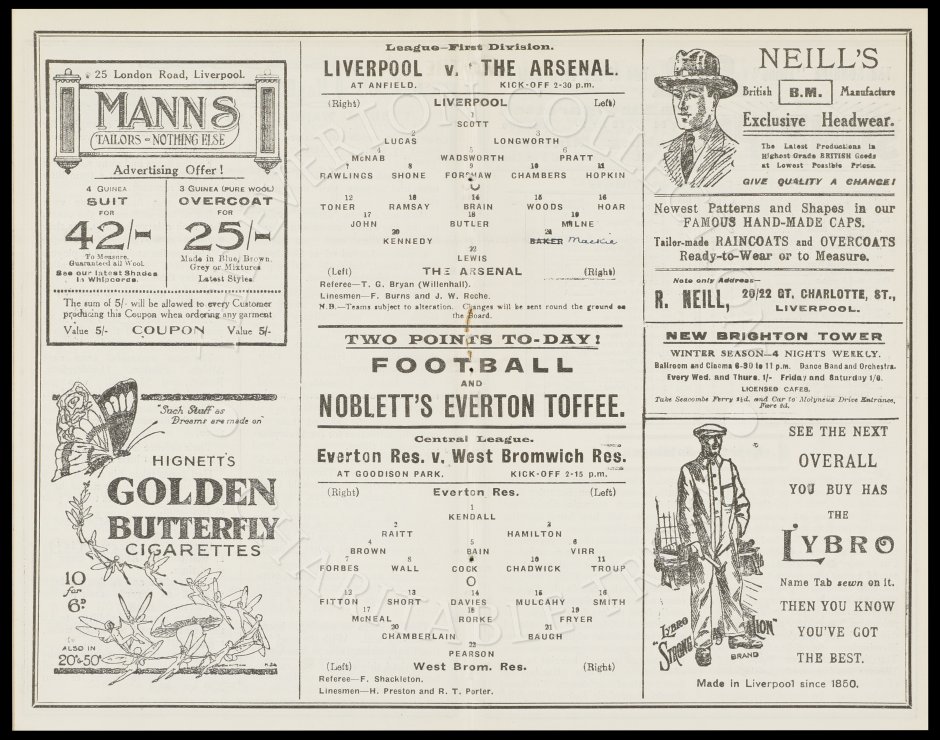 25 London Road, Liverpool.
MANNS
TAILORS - NOTHING ELSE
Advertising Offer!
4 GUINEA
SUIT
FOR
42/-
To Measure.
Guaranteed all Wool.
See our latest Shades
in Whipcords.
3 GUINEA (PURE WOOL)
OVERCOAT
FOR
25/-
Made in Blue, Brown,
Grey or Mixtures
Latest Styles.
The sum of 5/- will be allowed to every Customer
producing this Coupon when ordering any garment
Value 5/- COUPON Value 5/-
"Such Stuff as
Dreams are made on"
HIGNETT'S
GOLDEN
BUTTERFLY
CIGARETTES
10
for
6D.
ALSO IN
20's & 50's
League—First Division.
LIVERPOOL v. THE ARSENAL.
AT ANFIELD. KICK-OFF 2-30 p.m.
(Right) LIVERPOOL Left)
1
SCOTT
2 3
LUCAS LONGWORTH
4 5 6
McNAB WADSWORTH PRATT
7 8 9 10 11
RAWLINGS SHONE FORSHAW CHAMBERS HOPKIN
12 13 14 15 16
TONER RAMSAY BRAIN WOODS HOAR
17 18 19
JOHN BUTLER MILNE
20 21
KENNEDY BAKER Mackie
22
LEWIS
(Left) THE ARSENAL (Right)
Referee—T. G. Bryan (Willenhall).
Linesmen—F. Burns and J. W. Roche.
N.B.—Teams subject to alteration. Changes will be sent round the ground on
the Board.
TWO POINTS TO-DAY!
FOOTBALL
AND
NOBLETT'S EVERTON TOFFEE.
Central League.
Everton Res. v. West Bromwich Res.
AT GOODISON PARK. KICK-OFF 2-15 p.m.
(Right) Everton Res. (Left)
1
KENDALL
2 3
RAITT HAMILTON
4 5 6
BROWN BAIN VIRR
7 8 9 10 11
FORBES WALL COCK CHADWICK TROUP
12 13 14 15 16
FITTON SHORT DAVIES MULCAHY SMITH
17 18 19
McNEAL RORKE FRYER
20 21
CHAMBERLAIN BAUGH
22
PEARSON
(Left) West Brom. Res. (Right)
Referee—F. Shackleton.
Linesmen—H. Preston and R. T. Porter.
NEILL'S
British B.M. Manufacture
Exclusive Headwear.
The Latest Productions in
Highest Grade BRITISH Goods
at Lowest Possible Prices.
GIVE QUALITY A CHANCE!
Newest Patterns and Shapes in our
FAMOUS HAND-MADE CAPS.
Tailor-made RAINCOATS and OVERCOATS
Ready-to-Wear or to Measure.
Note only Address—
R. NEILL, 20/22 GT. CHARLOTTE, ST.,
LIVERPOOL.
NEW BRIGHTON TOWER
WINTER SEASON—4 NIGHTS WEEKLY.
Ballroom and Cinema 6-30 to 11 p.m. Dance Band and Orchestra.
Every Wed. and Thurs. 1/- Friday and Saturday 1/6.
LICENSED CAFES.
Take Seacombe Ferry 2d. and Car to Molyneux Drive Entrance,
Fare 2d.
SEE THE NEXT
OVERALL
YOU BUY HAS
THE
LYBRO
Name Tab sewn on it.
THEN YOU KNOW
YOU'VE GOT
THE BEST.
LYBRO
"STRONG AS A LION"
BRAND
Made in Liverpool since 1850.
EVERTON COLLECTION
CHARITABLE TRUST